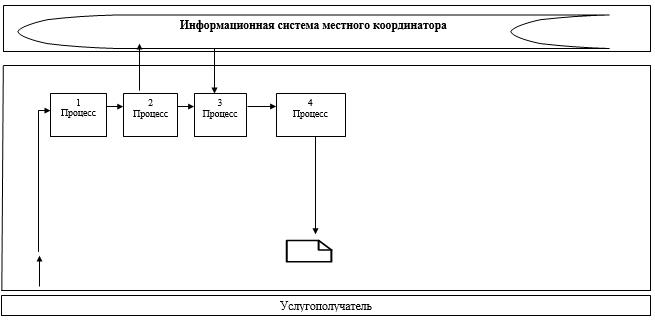 Информационная система местного координатора
1
Процесс
2
Процесс
3
Процесс
4
Процесс
Услугополучатель